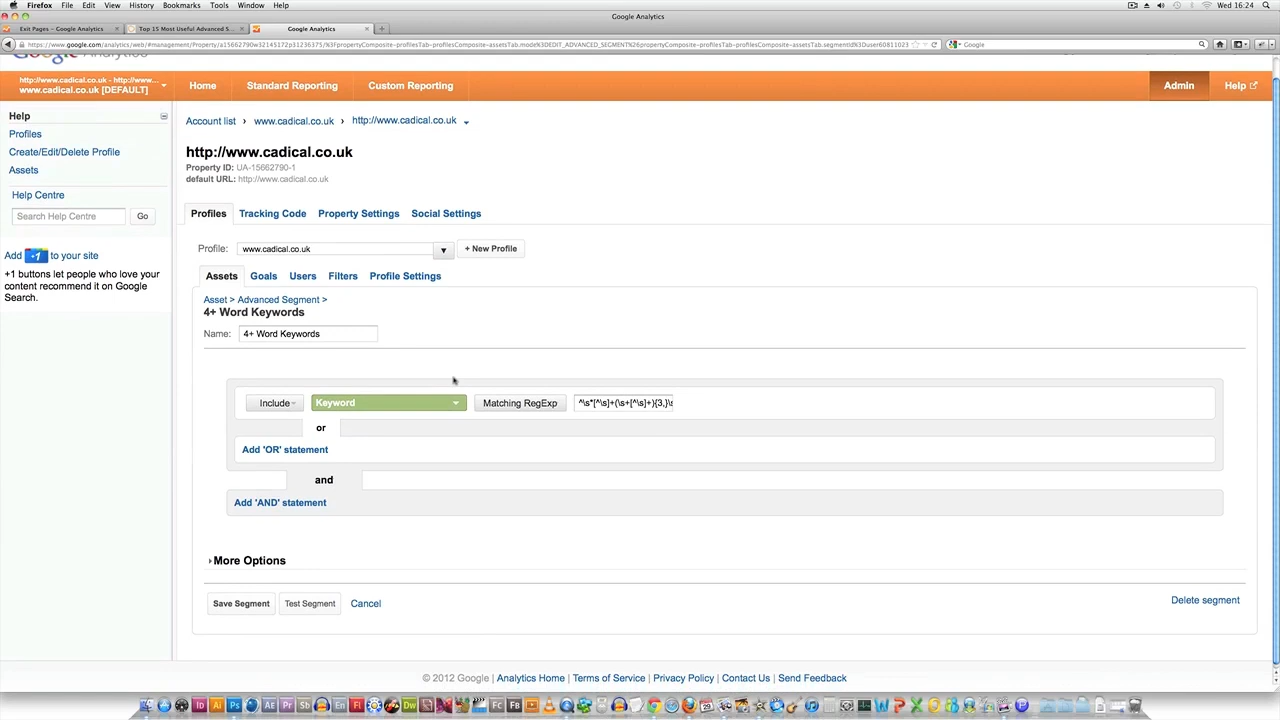 Firefox File Edit View History Bookmarks Tools Window Help Wed 16:24
Google Analytics
Exit Pages – Google Analytics
Top 15 Most Useful Advanced S...
Google Analytics
Google
http://www.cadical.co.uk - http://www...
www.cadical.co.uk [DEFAULT]
Home Standard Reporting Custom Reporting Admin Help
Help
Profiles
Create/Edit/Delete Profile
Assets
Help Centre
Search Help Centre Go
Add +1 to your site
+1 buttons let people who love your
content recommend it on Google
Search.
Account list › www.cadical.co.uk › http://www.cadical.co.uk
http://www.cadical.co.uk
Property ID: UA-15662790-1
default URL: http://www.cadical.co.uk
Profiles Tracking Code Property Settings Social Settings
Profile: www.cadical.co.uk + New Profile
Assets Goals Users Filters Profile Settings
Asset > Advanced Segment >
4+ Word Keywords
Name: 4+ Word Keywords
Include Keyword Matching RegExp ^\s*[^\s]+(\s+[^\s]+){3,}\s
or
Add 'OR' statement
and
Add 'AND' statement
More Options
Save Segment Test Segment Cancel Delete segment
© 2012 Google | Analytics Home | Terms of Service | Privacy Policy | Contact Us | Send Feedback